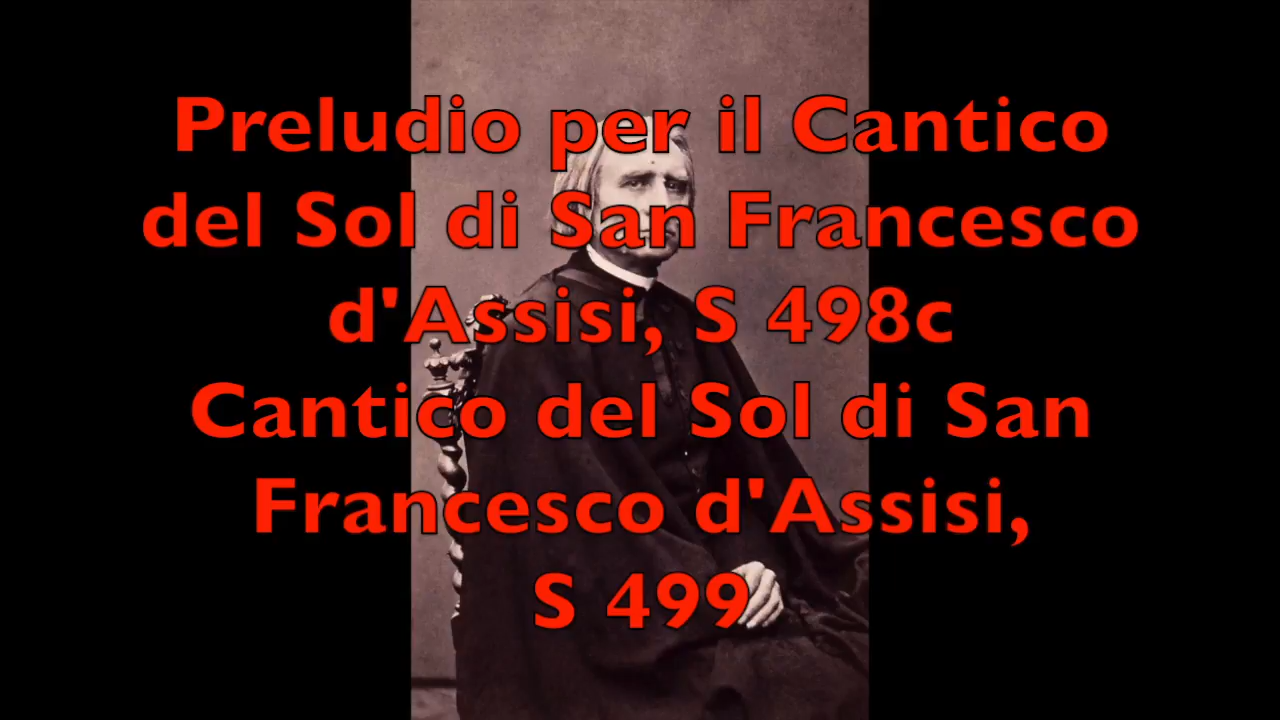 Preludio per il Cantico
del Sol di San Francesco
d'Assisi, S 498c
Cantico del Sol di San
Francesco d'Assisi,
S 499